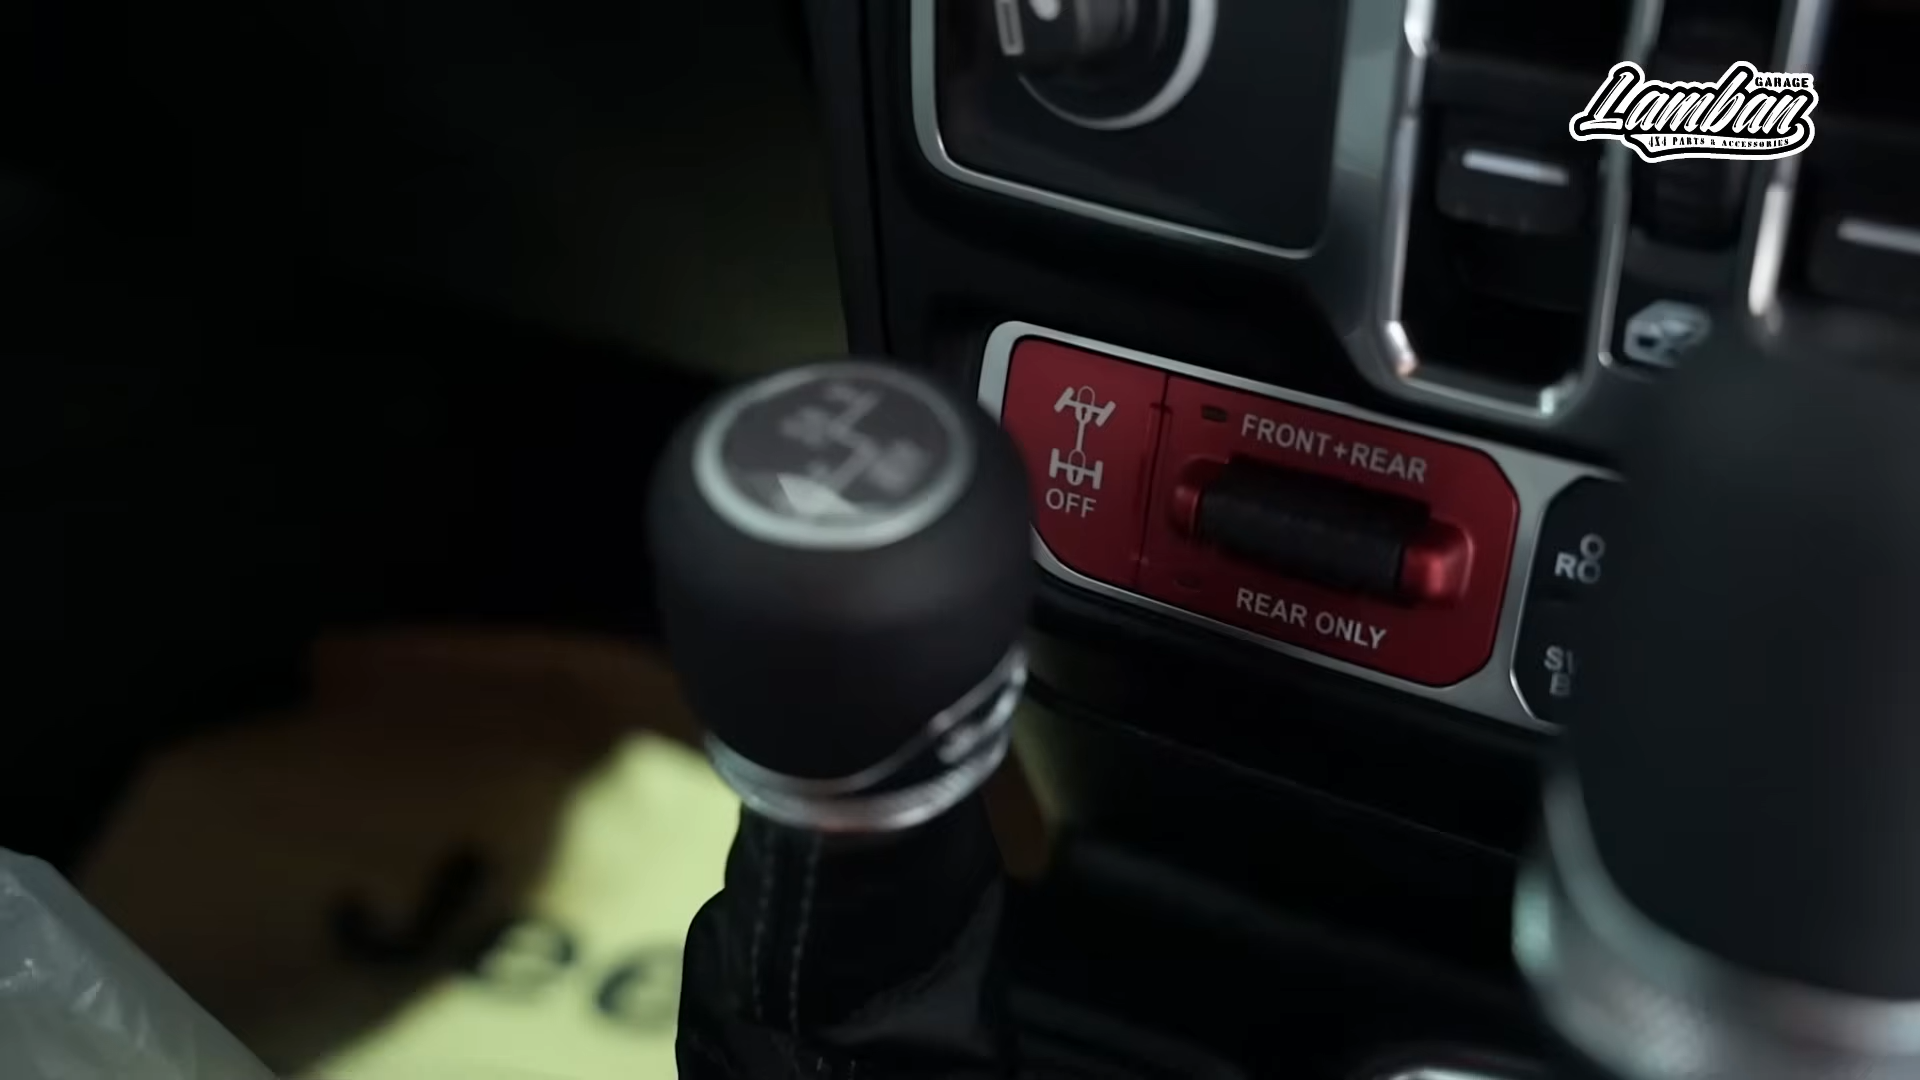 GARAGE
Lamban
4X4 PARTS & ACCESSORIES
FRONT+REAR
OFF
REAR ONLY